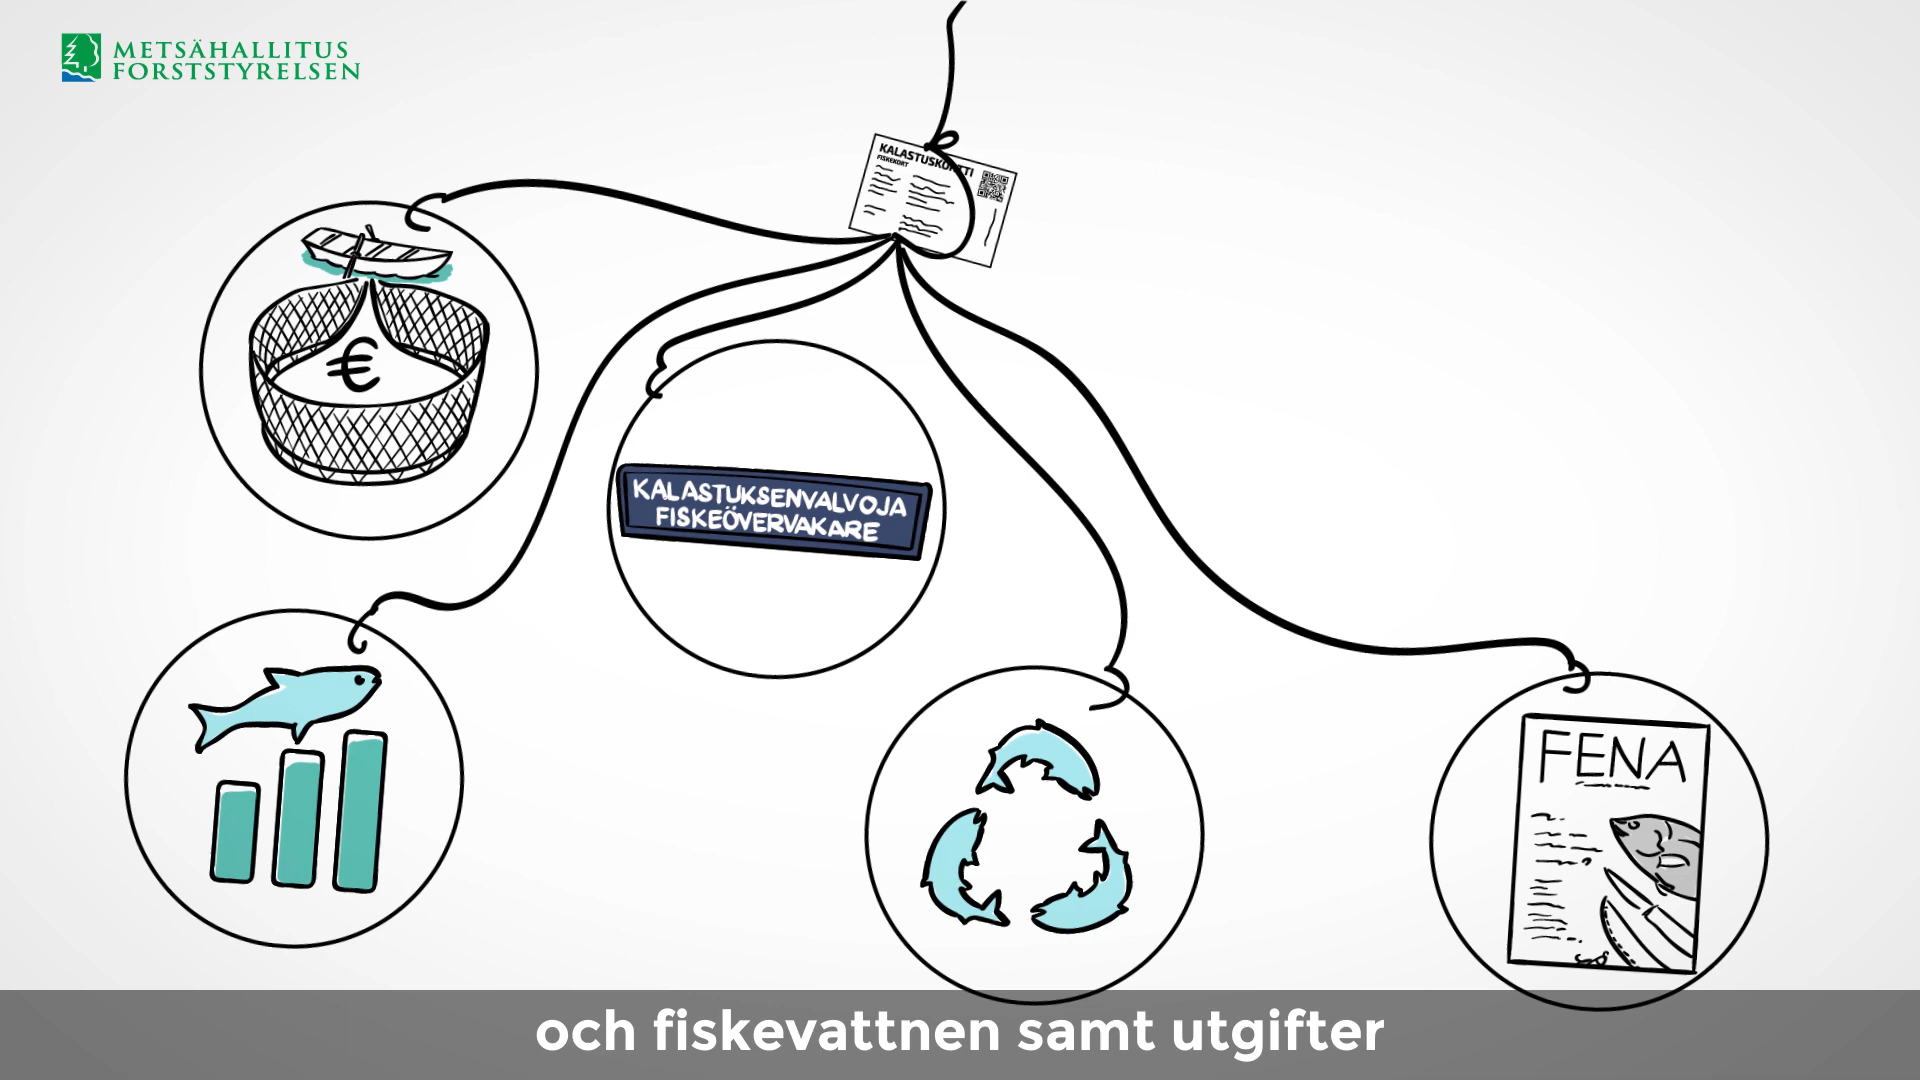 METSÄHALLITUS
FORSTSTYRELSEN
KALASTUSKORTTI
FISKEKORT
€
KALASTUKSENVALVOJA
FISKEÖVERVAKARE
FENA
och fiskevattnen samt utgifter